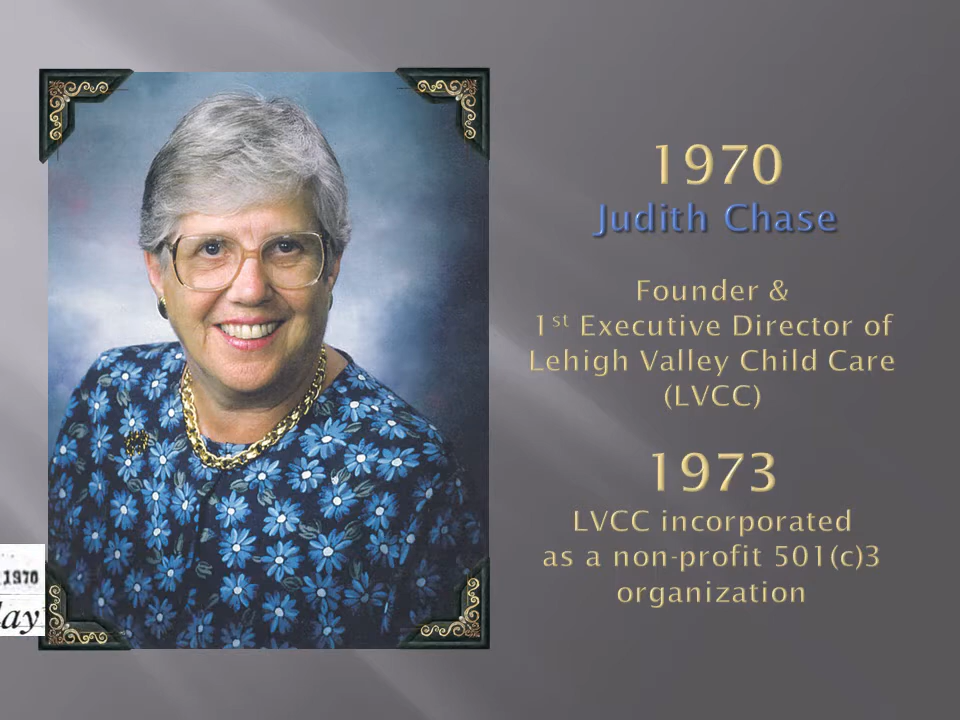 1970
Judith Chase
Founder &
1st Executive Director of
Lehigh Valley Child Care
(LVCC)
1973
LVCC incorporated
as a non-profit 501(c)3
organization
1970
lay